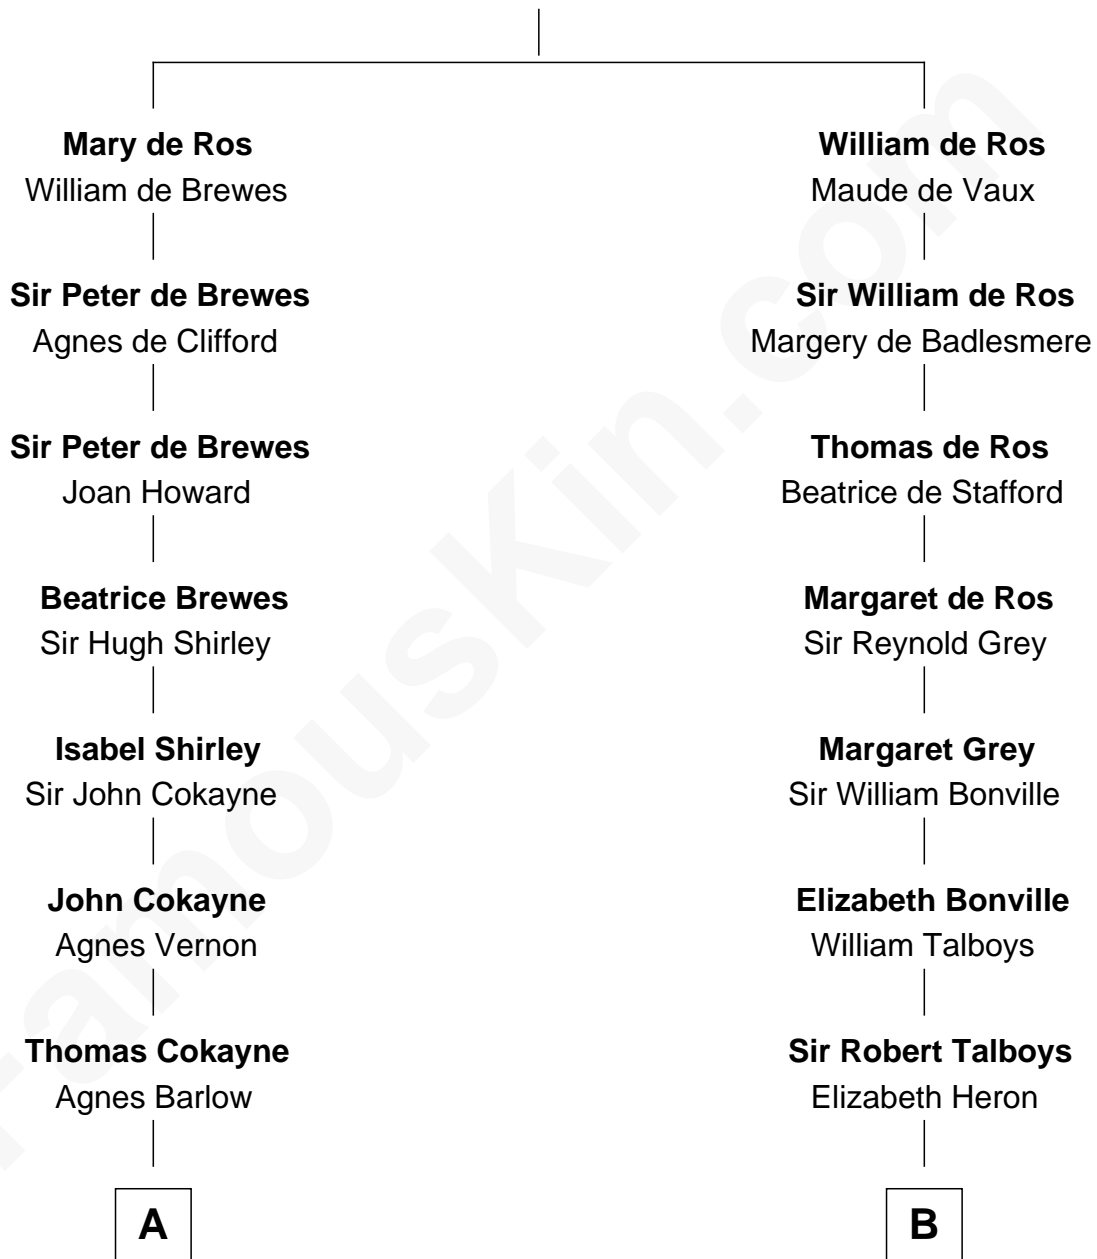 Mary de Ros
William de Brewes
Sir Peter de Brewes
Agnes de Clifford
Sir Peter de Brewes
Joan Howard
Beatrice Brewes
Sir Hugh Shirley
Isabel Shirley
Sir John Cokayne
John Cokayne
Agnes Vernon
Thomas Cokayne
Agnes Barlow
A
William de Ros
Maude de Vaux
Sir William de Ros
Margery de Badlesmere
Thomas de Ros
Beatrice de Stafford
Margaret de Ros
Sir Reynold Grey
Margaret Grey
Sir William Bonville
Elizabeth Bonville
William Talboys
Sir Robert Talboys
Elizabeth Heron
B
FamousKin.com